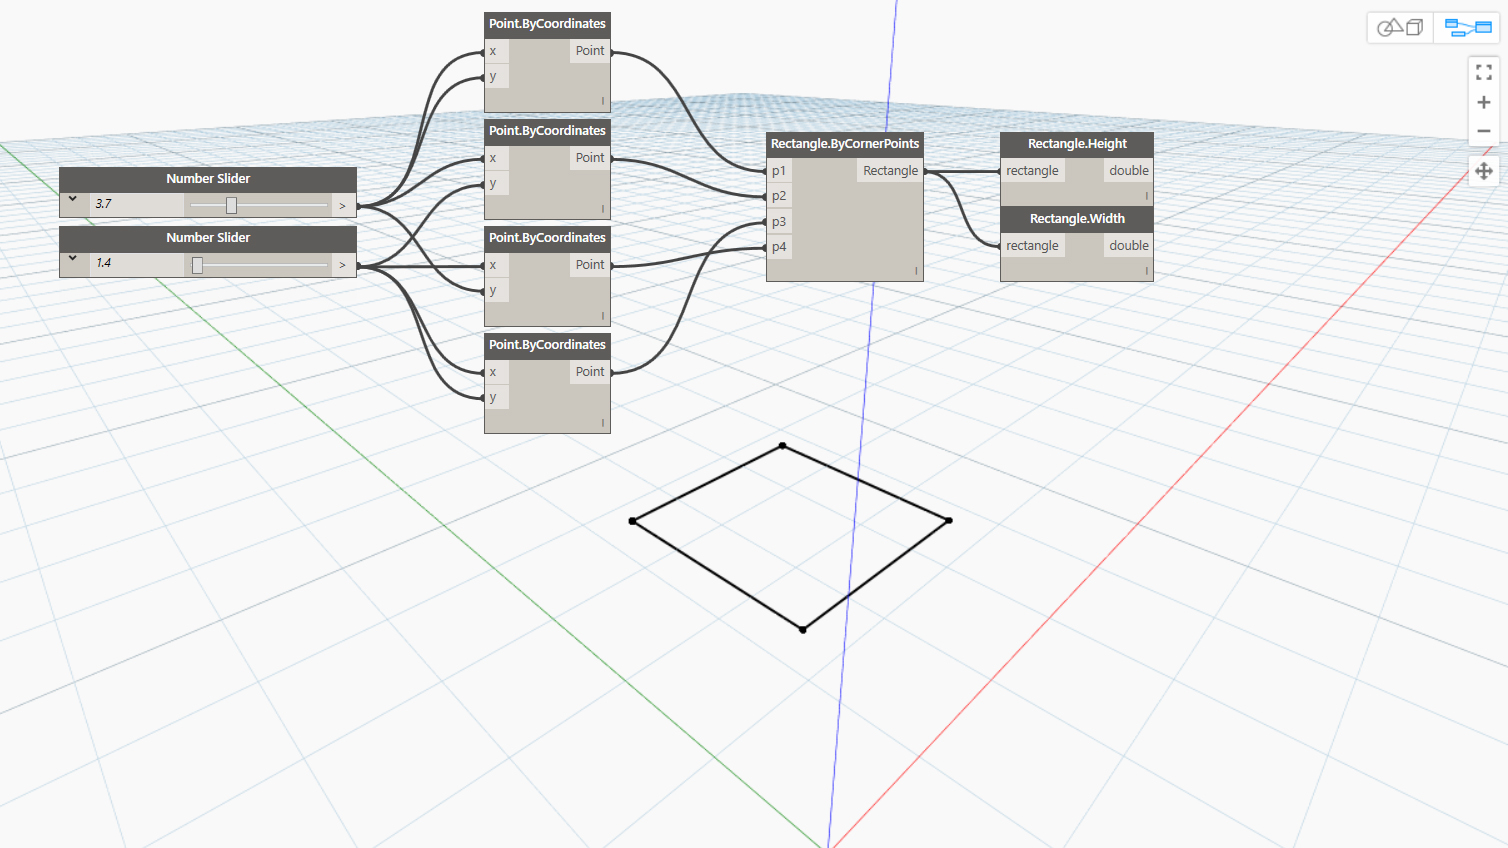 Point.ByCoordinates
x Point
y
Point.ByCoordinates
x Point
y
Point.ByCoordinates
x Point
y
Point.ByCoordinates
x Point
y
Number Slider
3.7 >
Number Slider
1.4 >
Rectangle.ByCornerPoints
p1 Rectangle
p2
p3
p4
Rectangle.Height
rectangle double
Rectangle.Width
rectangle double